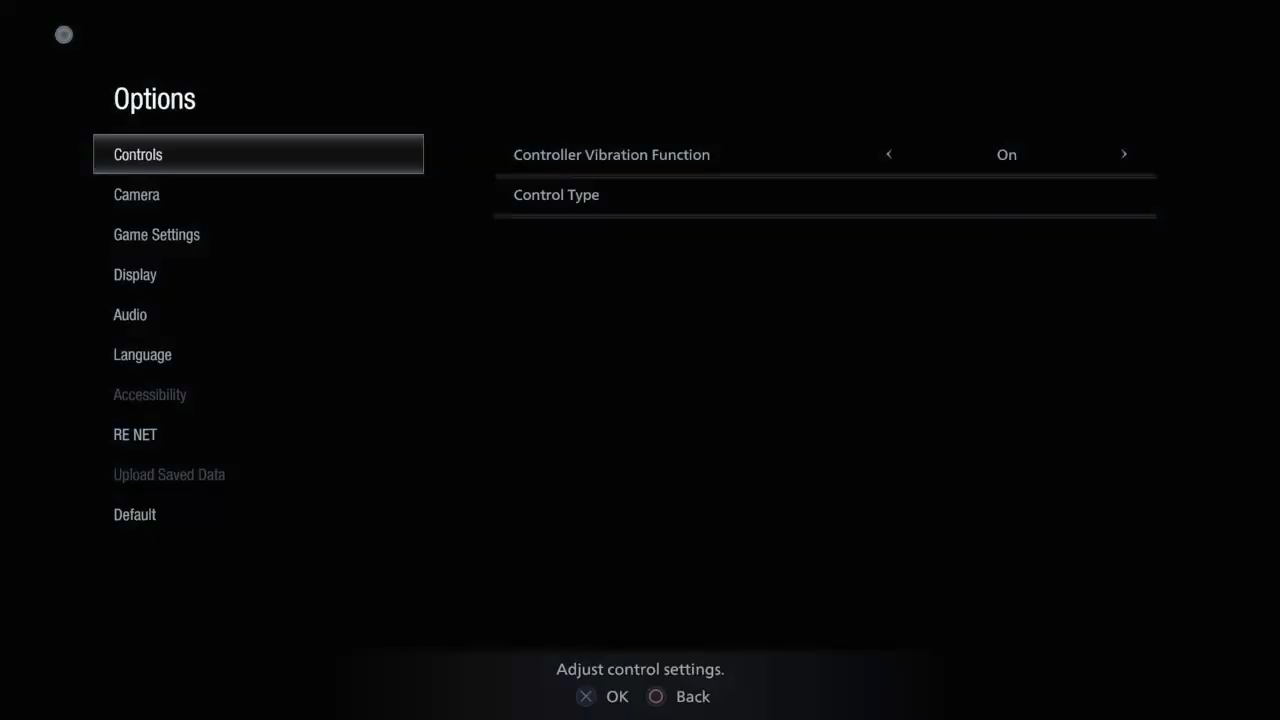 Options
Controls
Controller Vibration Function On
Camera
Control Type
Game Settings
Display
Audio
Language
Accessibility
RE NET
Upload Saved Data
Default
Adjust control settings.
OK Back